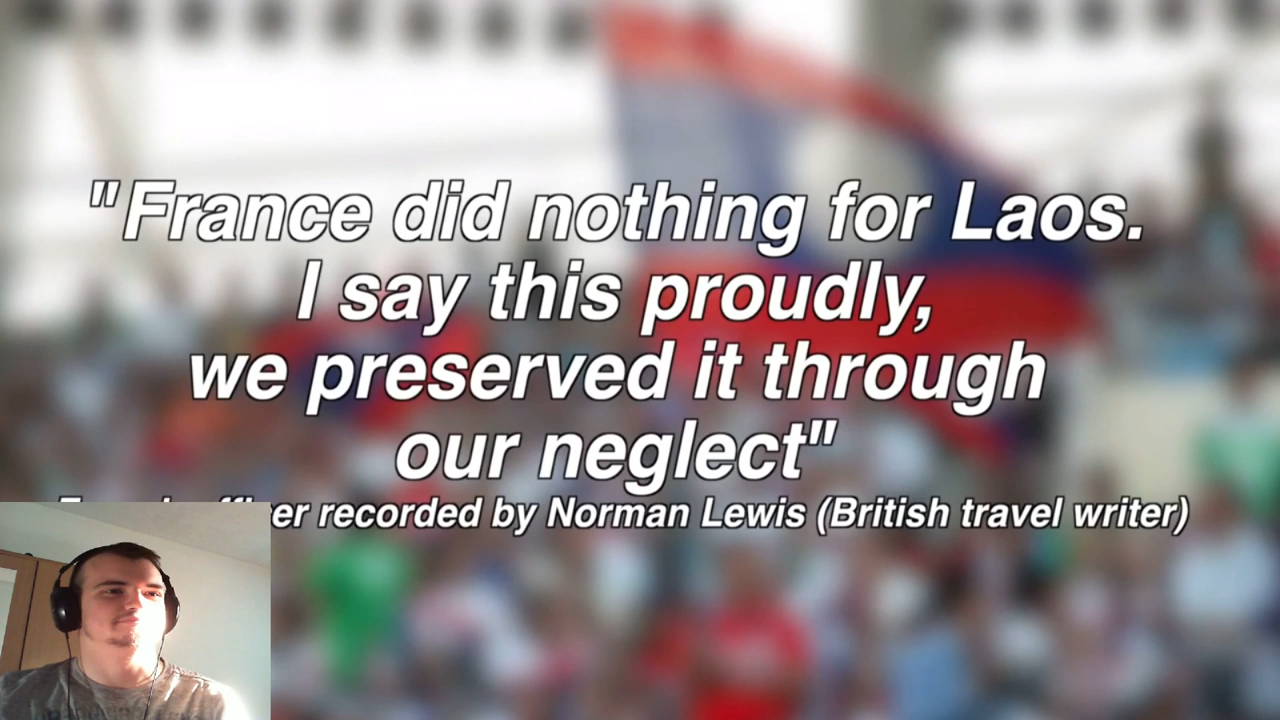 "France did nothing for Laos.
I say this proudly,
we preserved it through
our neglect"
recorded by Norman Lewis (British travel writer)